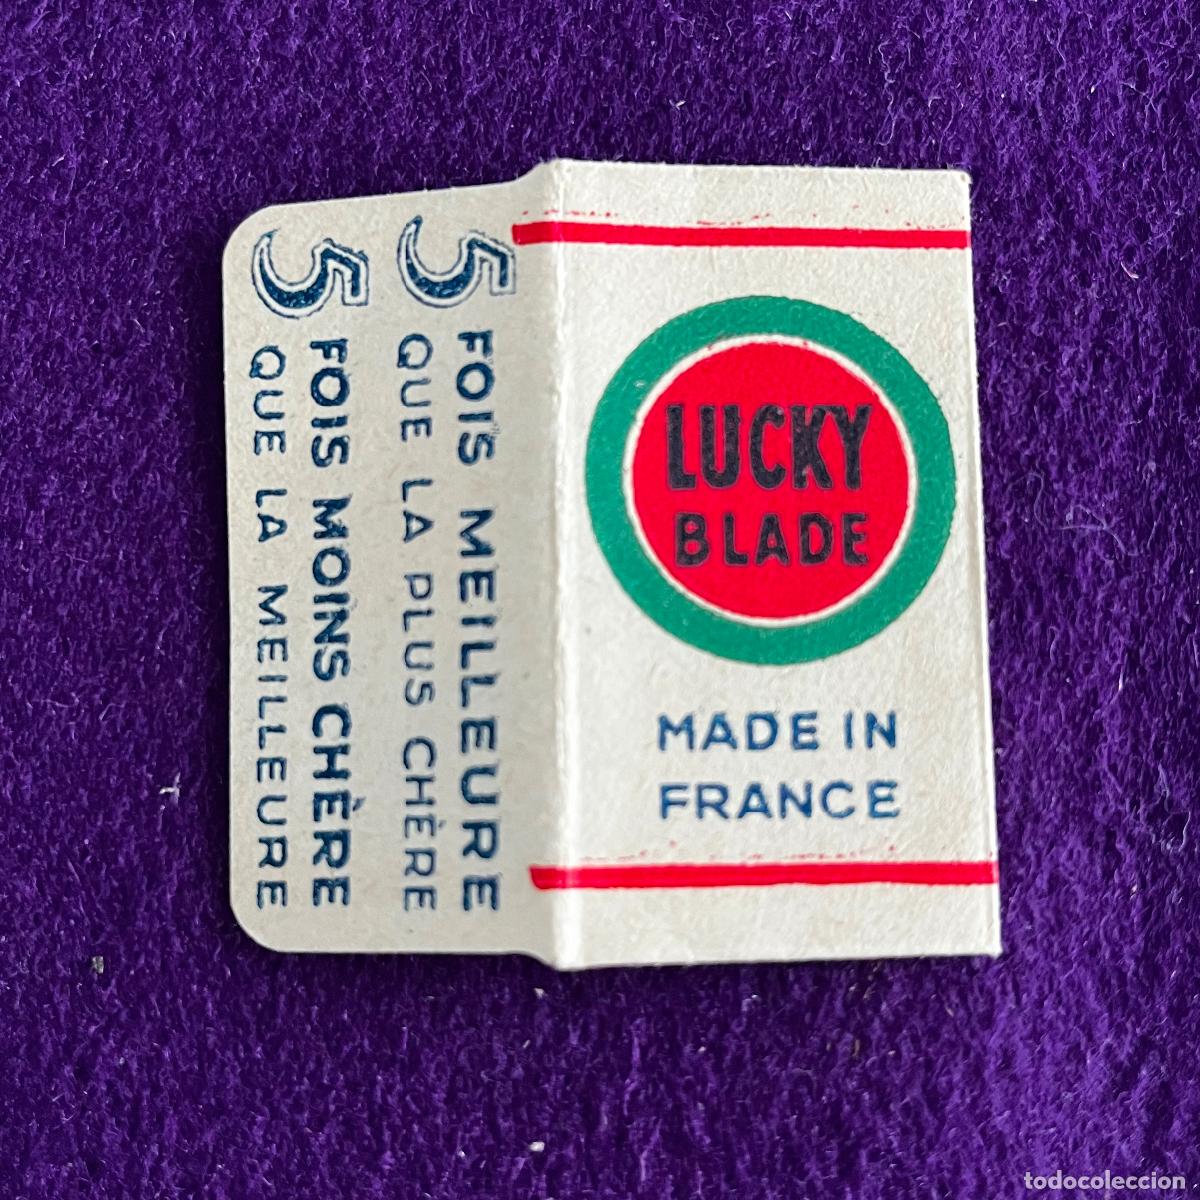 LUCKY
BLADE
MADE IN
FRANCE
5 FOIS MEILLEURE
QUE LA PLUS CHÈRE
5 FOIS MOINS CHÈRE
QUE LA MEILLEURE
todocoleccion